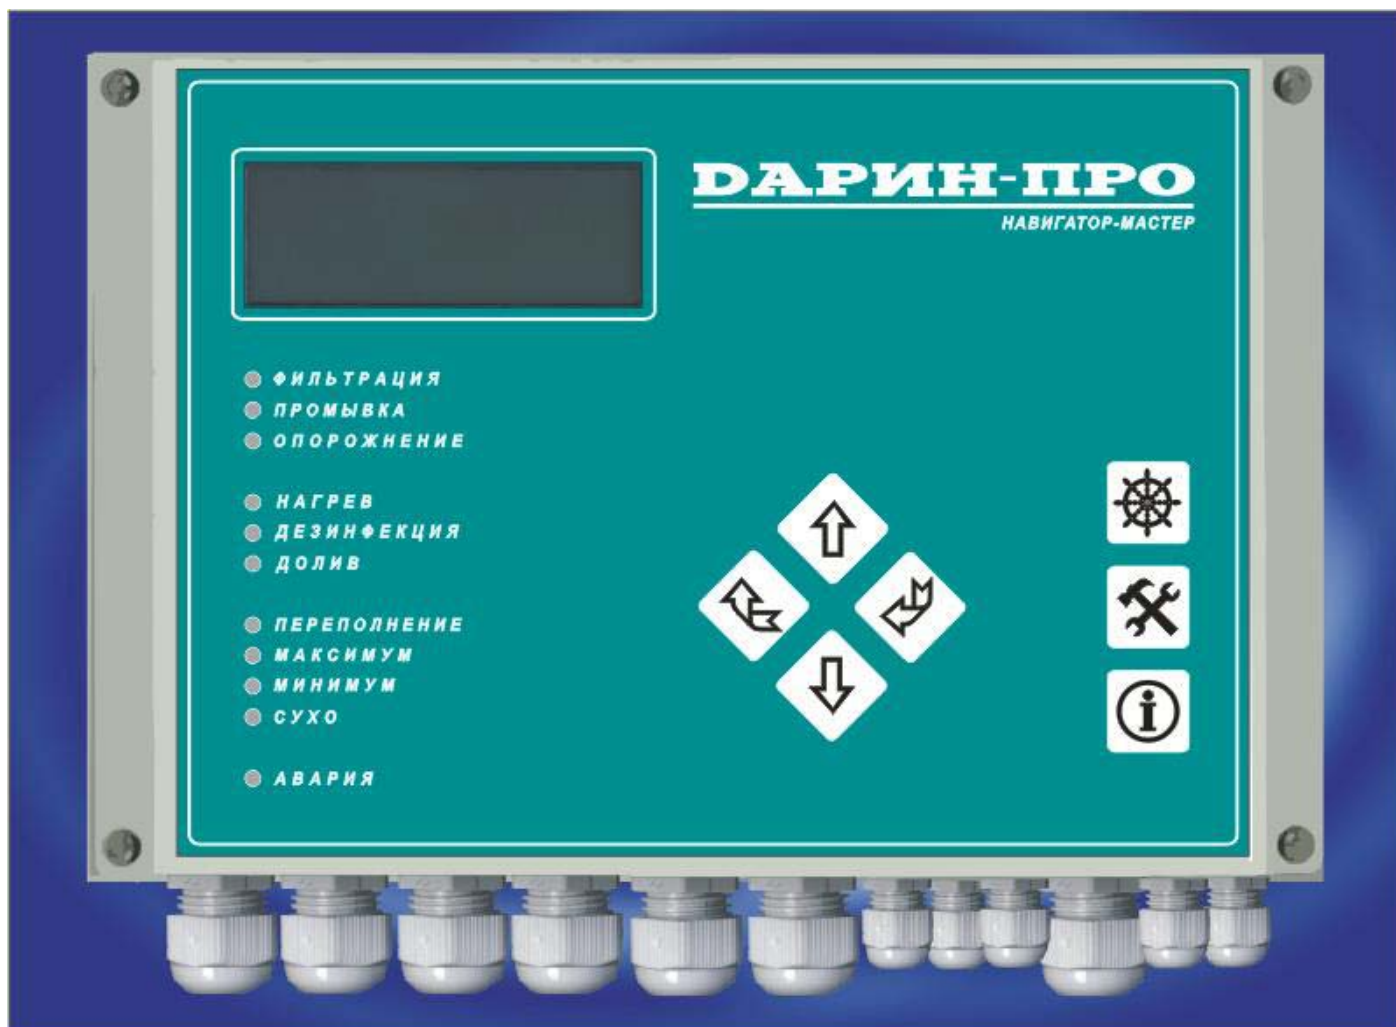 ДАРИН-ПРО
НАВИГАТОР-МАСТЕР
ФИЛЬТРАЦИЯ
ПРОМЫВКА
ОПОРОЖНЕНИЕ
НАГРЕВ
ДЕЗИНФЕКЦИЯ
ДОЛИВ
ПЕРЕПОЛНЕНИЕ
МАКСИМУМ
МИНИМУМ
СУХО
АВАРИЯ